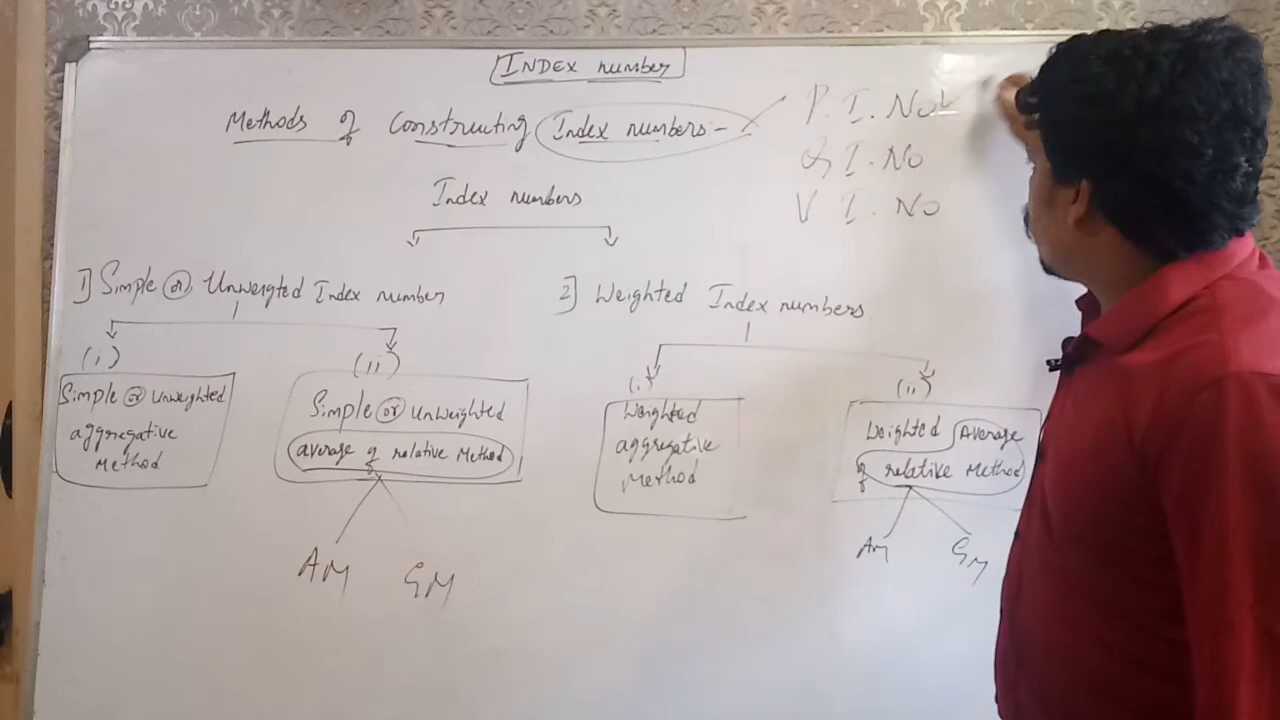 INDEX number
Methods of Constructing Index numbers -
P. I. No
Q I. No
V I. No
Index numbers
1] Simple or Unweigted Index number
2] Weighted Index numbers
(i)
(ii)
(i)
(ii)
Simple or Unweighted
aggregative
Method
Simple or Unweighted
average of relative Method
Weighted
aggregative
Method
Weighted Average
of relative Method
AM
GM
AM
GM